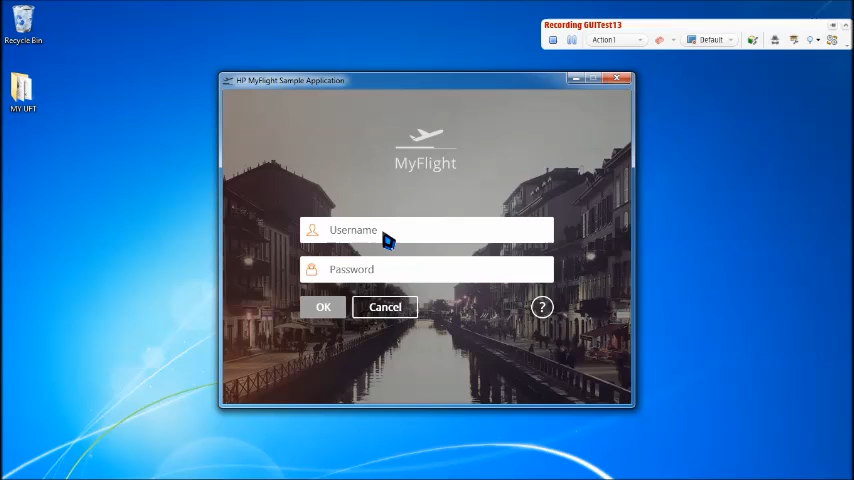 Recycle Bin
MY UFT
Recording GUITest13
Action1
Default
HP MyFlight Sample Application
MyFlight
Username
Password
OK
Cancel
?